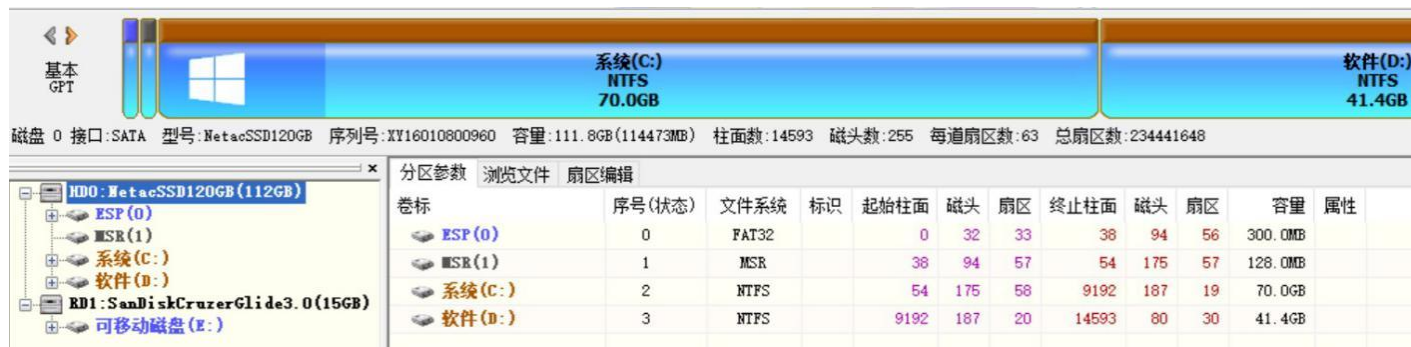 基本
GPT
系统(C:)
NTFS
70.0GB
软件(D:)
NTFS
41.4GB
磁盘 0 接口:SATA 型号:NetacSSD120GB 序列号:XY16010800960 容量:111.8GB(114473MB) 柱面数:14593 磁头数:255 每道扇区数:63 总扇区数:234441648
HD0:NetacSSD120GB(112GB)
ESP(0)
MSR(1)
系统(C:)
软件(D:)
RD1:SanDiskCruzerGlide3.0(15GB)
可移动磁盘(E:)
分区参数 浏览文件 扇区编辑
卷标 序号(状态) 文件系统 标识 起始柱面 磁头 扇区 终止柱面 磁头 扇区 容量 属性
ESP(0) 0 FAT32 0 32 33 38 94 56 300.0MB
MSR(1) 1 MSR 38 94 57 54 175 57 128.0MB
系统(C:) 2 NTFS 54 175 58 9192 187 19 70.0GB
软件(D:) 3 NTFS 9192 187 20 14593 80 30 41.4GB